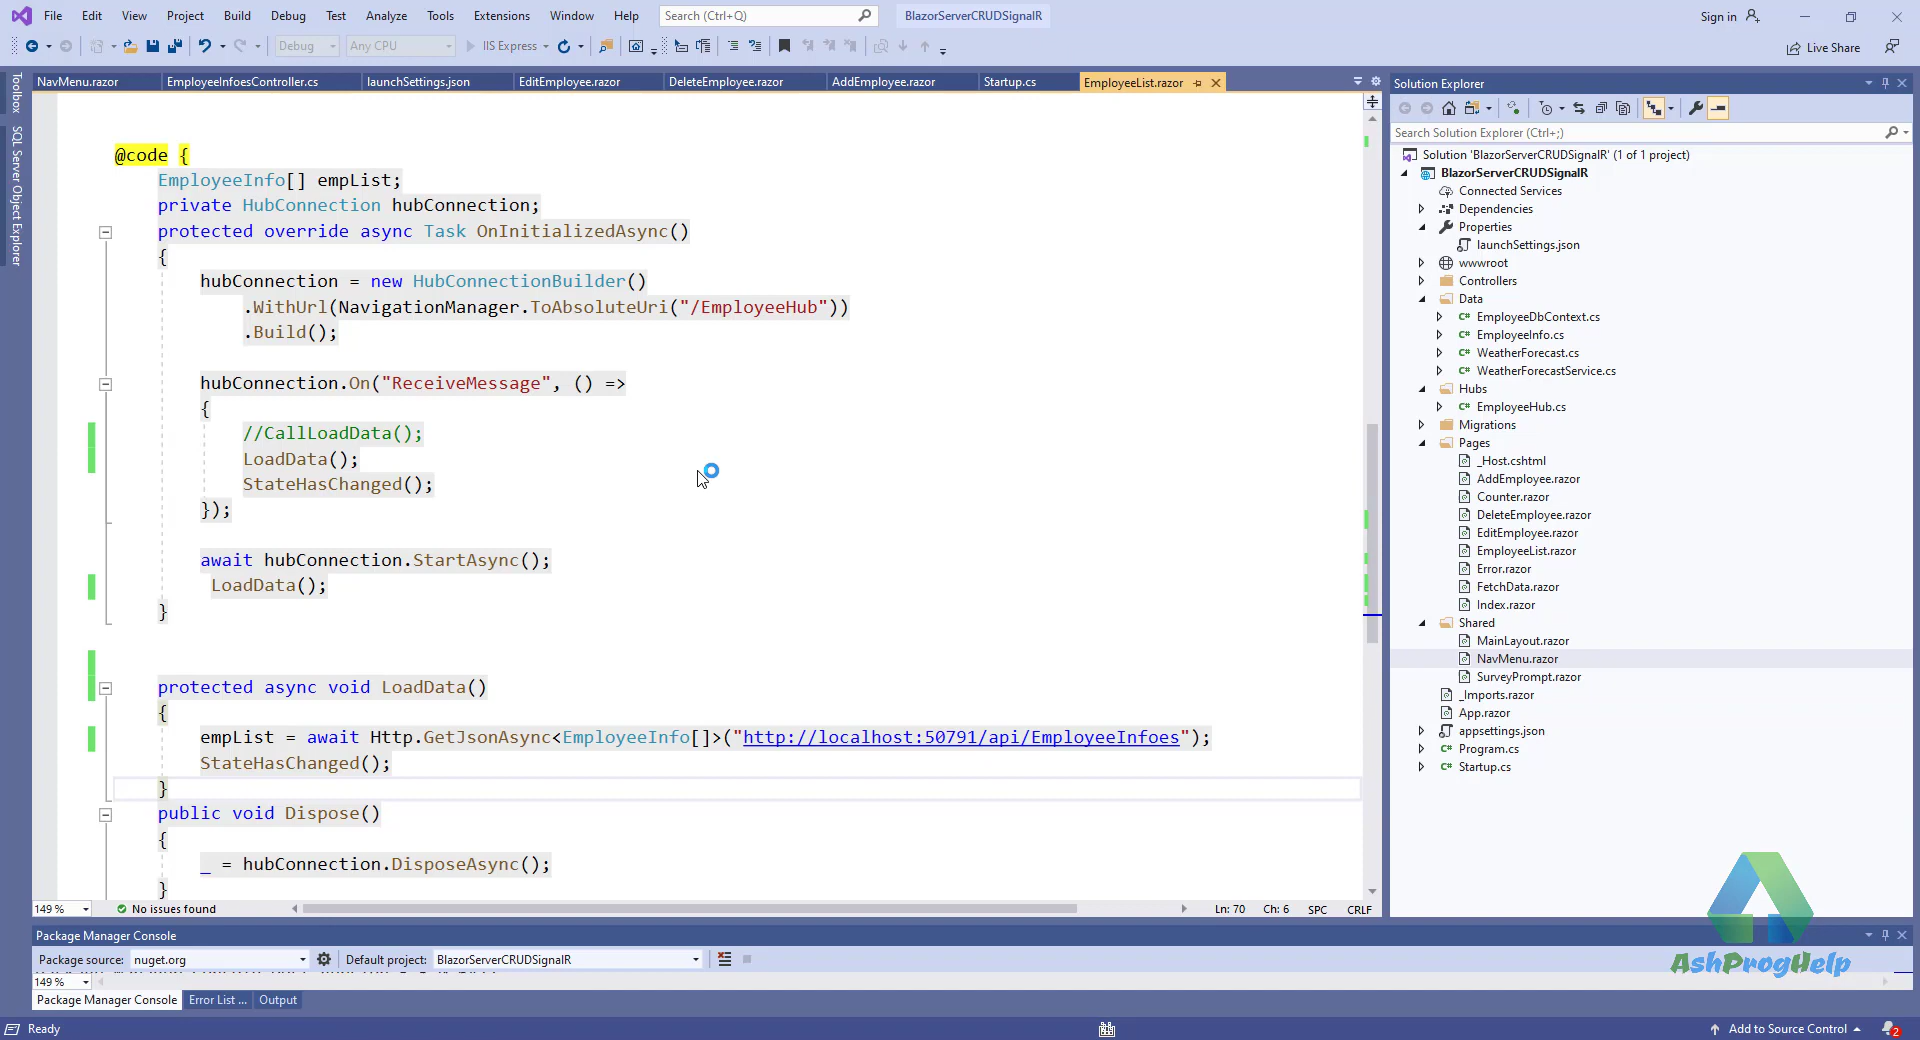 File Edit View Project Build Debug Test Analyze Tools Extensions Window Help Search (Ctrl+Q) BlazorServerCRUDSignalR Sign in
Debug Any CPU IIS Express Live Share
NavMenu.razor EmployeeInfoesController.cs launchSettings.json EditEmployee.razor DeleteEmployee.razor AddEmployee.razor Startup.cs EmployeeList.razor
Toolbox
SQL Server Object Explorer
@code {
EmployeeInfo[] empList;
private HubConnection hubConnection;
protected override async Task OnInitializedAsync()
{
hubConnection = new HubConnectionBuilder()
.WithUrl(NavigationManager.ToAbsoluteUri("/EmployeeHub"))
.Build();
hubConnection.On("ReceiveMessage", () =>
{
//CallLoadData();
LoadData();
StateHasChanged();
});
await hubConnection.StartAsync();
LoadData();
}
protected async void LoadData()
{
empList = await Http.GetJsonAsync<EmployeeInfo[]>("http://localhost:50791/api/EmployeeInfoes");
StateHasChanged();
}
public void Dispose()
{
_ = hubConnection.DisposeAsync();
}
149 % No issues found Ln: 70 Ch: 6 SPC CRLF
Solution Explorer
Search Solution Explorer (Ctrl+;)
Solution 'BlazorServerCRUDSignalR' (1 of 1 project)
BlazorServerCRUDSignalR
Connected Services
Dependencies
Properties
launchSettings.json
wwwroot
Controllers
Data
EmployeeDbContext.cs
EmployeeInfo.cs
WeatherForecast.cs
WeatherForecastService.cs
Hubs
EmployeeHub.cs
Migrations
Pages
_Host.cshtml
AddEmployee.razor
Counter.razor
DeleteEmployee.razor
EditEmployee.razor
EmployeeList.razor
Error.razor
FetchData.razor
Index.razor
Shared
MainLayout.razor
NavMenu.razor
SurveyPrompt.razor
_Imports.razor
App.razor
appsettings.json
Program.cs
Startup.cs
AshProgHelp
Package Manager Console
Package source: nuget.org Default project: BlazorServerCRUDSignalR
149 %
Package Manager Console Error List ... Output
Ready Add to Source Control 2